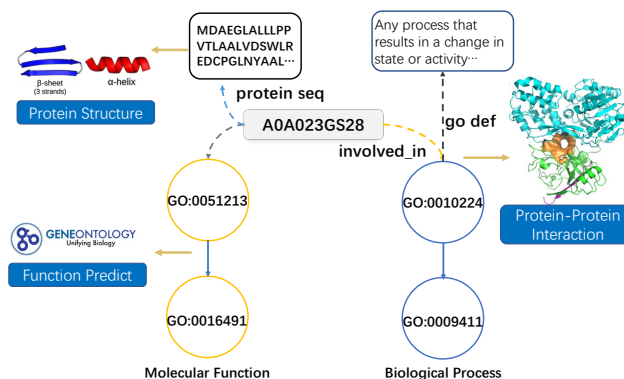 MDAEGLALLLPP
VTLAALVDSWLR
EDCPGLNYAAL…
Any process that
results in a change in
state or activity…
β-sheet
(3 strands)
α-helix
Protein Structure
protein seq
A0A023GS28
go def
involved_in
GO:0051213
GO:0010224
Protein-Protein
Interaction
GENEONTOLOGY
Unifying Biology
Function Predict
GO:0016491
GO:0009411
Molecular Function
Biological Process